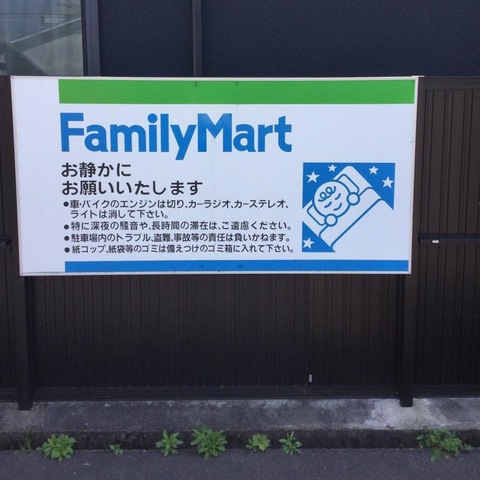 FamilyMart
お静かに
お願いいたします
●車・バイクのエンジンは切り、カーラジオ、カーステレオ、
ライトは消して下さい。
●特に深夜の騒音や、長時間の滞在は、ご遠慮ください。
●駐車場内のトラブル、盗難、事故等の責任は負いかねます。
●紙コップ、紙袋等のゴミは備えつけのゴミ箱に入れて下さい。